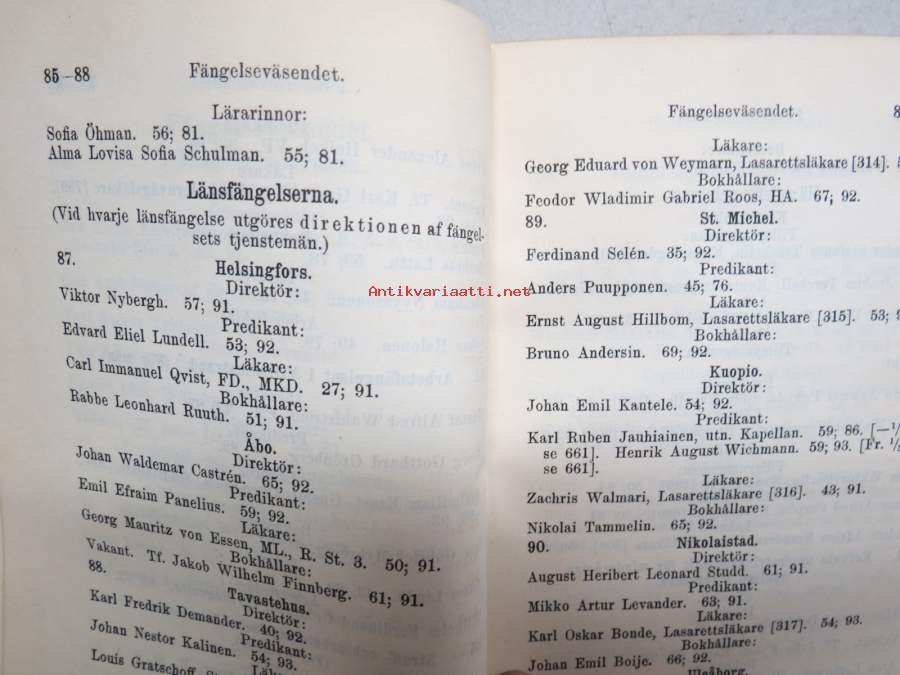 85–88 Fängelseväsendet.
Lärarinnor:
Sofia Öhman. 56; 81.
Alma Lovisa Sofia Schulman. 55; 81.
Länsfängelserna.
(Vid hvarje länsfängelse utgöres direktionen af fängel-
sets tjenstemän.)
87.
Helsingfors.
Direktör:
Viktor Nybergh. 57; 91.
Predikant:
Edvard Eliel Lundell. 53; 92.
Läkare:
Carl Immanuel Qvist, FD., MKD. 27; 91.
Bokhållare:
Rabbe Leonhard Ruuth. 51; 91.
Åbo.
Direktör:
Johan Waldemar Castrén. 65; 92.
Predikant:
Emil Efraim Panelius. 59; 92.
Läkare:
Georg Mauritz von Essen, ML., R. St. 3. 50; 91.
Bokhållare:
Vakant. Tf. Jakob Wilhelm Finnberg. 61; 91.
88.
Tavastehus.
Direktör:
Karl Fredrik Demander. 40; 92.
Predikant:
Johan Nestor Kalinen. 54; 93.
Louis Gratschoff
Fängelseväsendet.
Läkare:
Georg Eduard von Weymarn, Lasarettsläkare [314].
Bokhållare:
Feodor Wladimir Gabriel Roos, HA. 67; 92.
89. St. Michel.
Direktör:
Ferdinand Selén. 35; 92.
Predikant:
Anders Puupponen. 45; 76.
Läkare:
Ernst August Hillbom, Lasarettsläkare [315]. 53;
Bokhållare:
Bruno Andersin. 69; 92.
Kuopio.
Direktör:
Johan Emil Kantele. 54; 92.
Predikant:
Karl Ruben Jauhiainen, utn. Kapellan. 59; 86.
se 661]. Henrik August Wichmann. 59; 93. [Fr.
se 661].
Läkare:
Zachris Walmari, Lasarettsläkare [316]. 43; 91.
Bokhållare:
Nikolai Tammelin. 65; 92.
90. Nikolaistad.
Direktör:
August Heribert Leonard Studd. 61; 91.
Predikant:
Mikko Artur Levander. 63; 91.
Läkare:
Karl Oskar Bonde, Lasarettsläkare [317]. 54; 93.
Bokhållare:
Johan Emil Boije. 66; 92.
Uleåborg.
Antikvariaatti.net